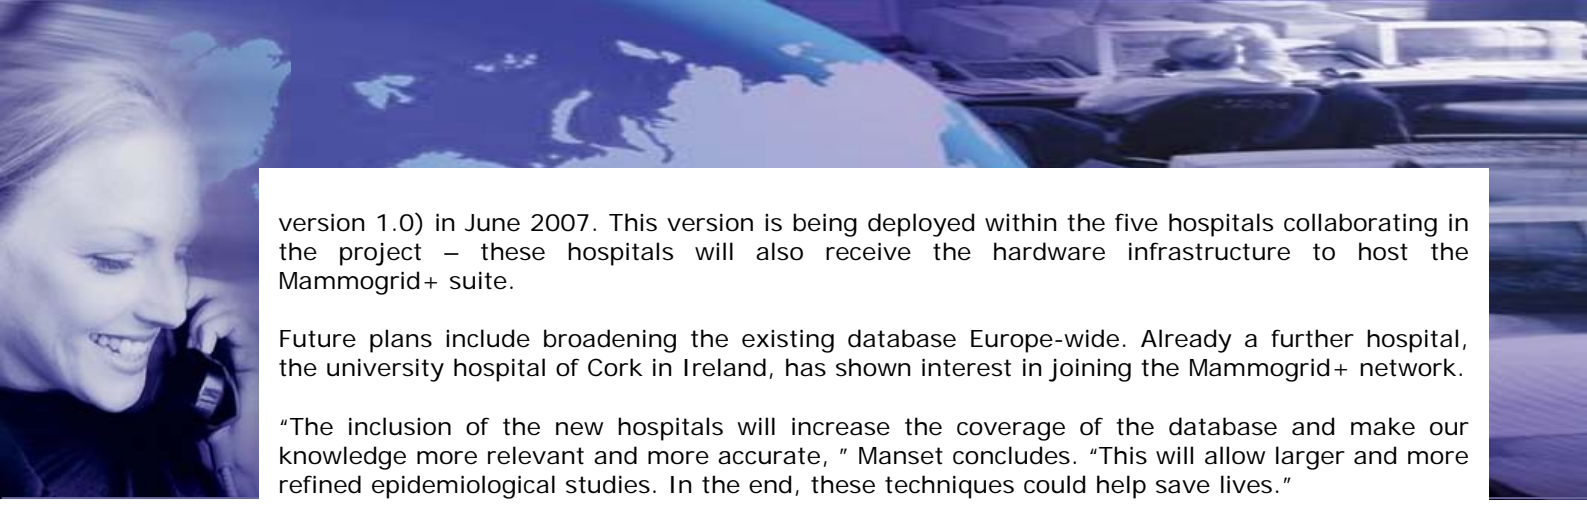 version 1.0) in June 2007. This version is being deployed within the five hospitals collaborating in
the project – these hospitals will also receive the hardware infrastructure to host the
Mammogrid+ suite.
Future plans include broadening the existing database Europe-wide. Already a further hospital,
the university hospital of Cork in Ireland, has shown interest in joining the Mammogrid+ network.
“The inclusion of the new hospitals will increase the coverage of the database and make our
knowledge more relevant and more accurate, ” Manset concludes. “This will allow larger and more
refined epidemiological studies. In the end, these techniques could help save lives.”